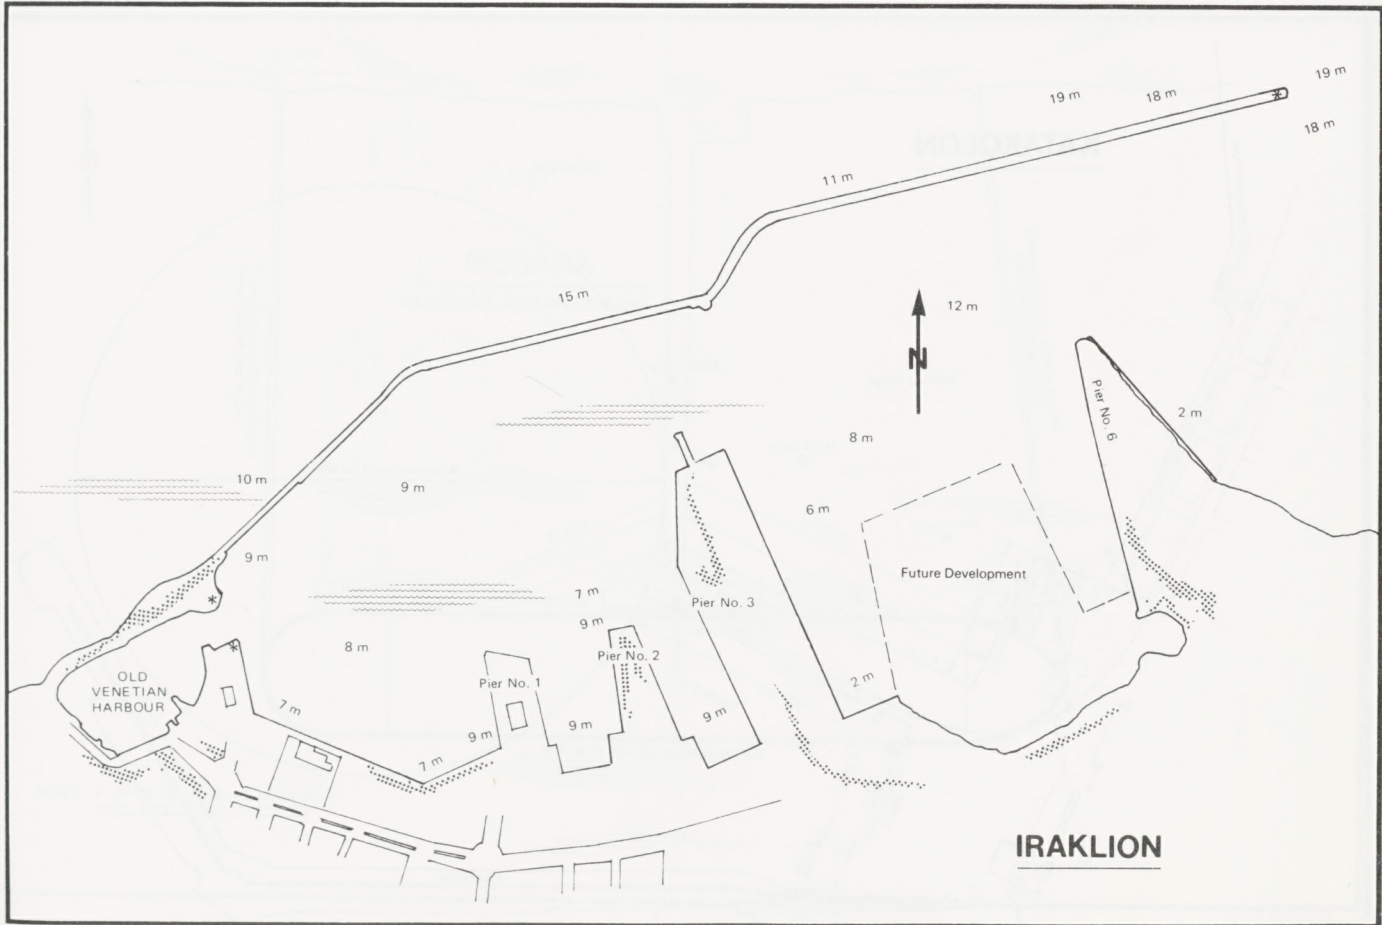 19 m
19 m
18 m
18 m
11 m
15 m
12 m
N
Pier No. 6
2 m
8 m
10 m
9 m
6 m
9 m
Future Development
7 m
Pier No. 3
9 m
8 m
Pier No. 2
OLD
VENETIAN
HARBOUR
Pier No. 1
2 m
7 m
9 m
9 m
9 m
7 m
IRAKLION